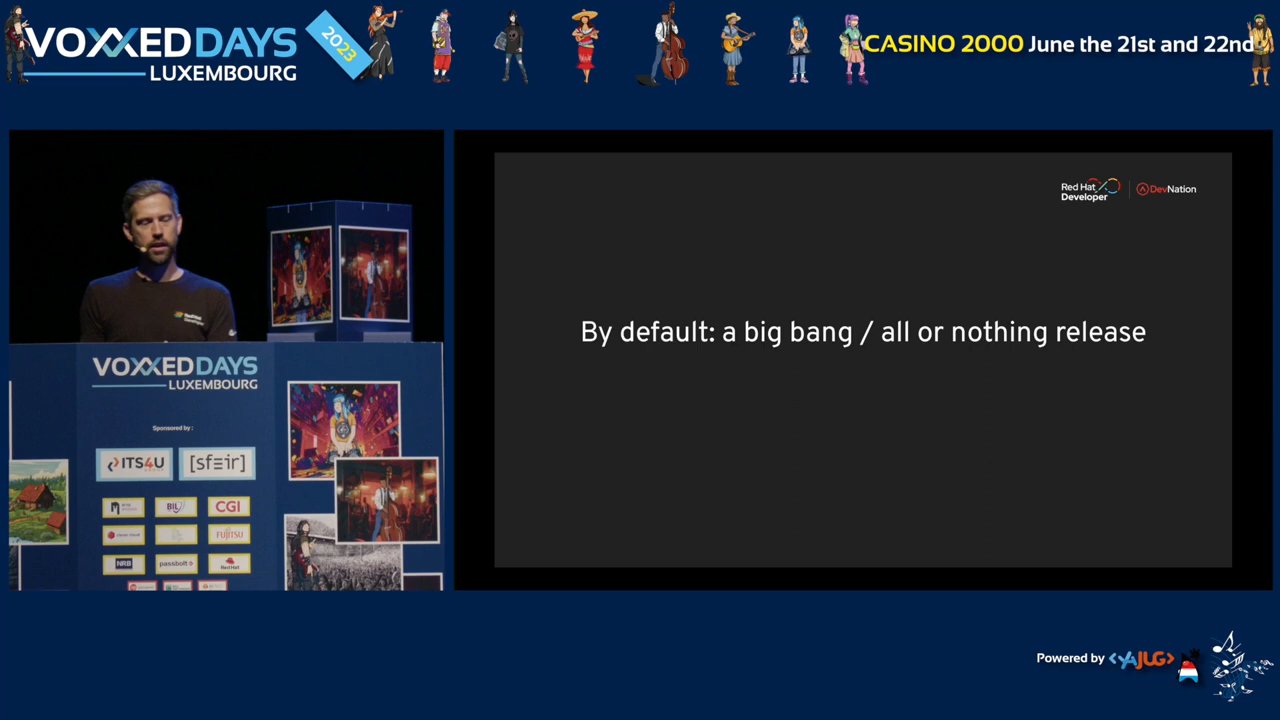 VOXXED DAYS
LUXEMBOURG
2023
CASINO 2000 June the 21st and 22nd
Red Hat
Developer
DevNation
By default: a big bang / all or nothing release
RedHat
Developer
VOXXED DAYS
LUXEMBOURG
Sponsored by :
ITS4U
[sfeir]
BIL
CGI
FUJITSU
NRB
passbolt
Red Hat
Powered by <YAJUG>